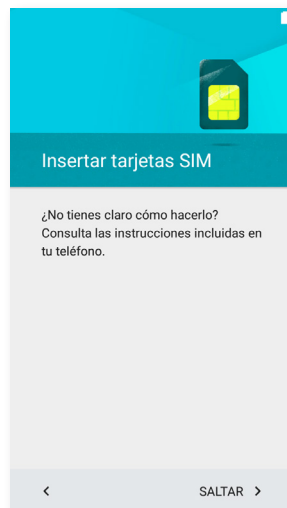 Insertar tarjetas SIM
¿No tienes claro cómo hacerlo?
Consulta las instrucciones incluidas en
tu teléfono.
SALTAR